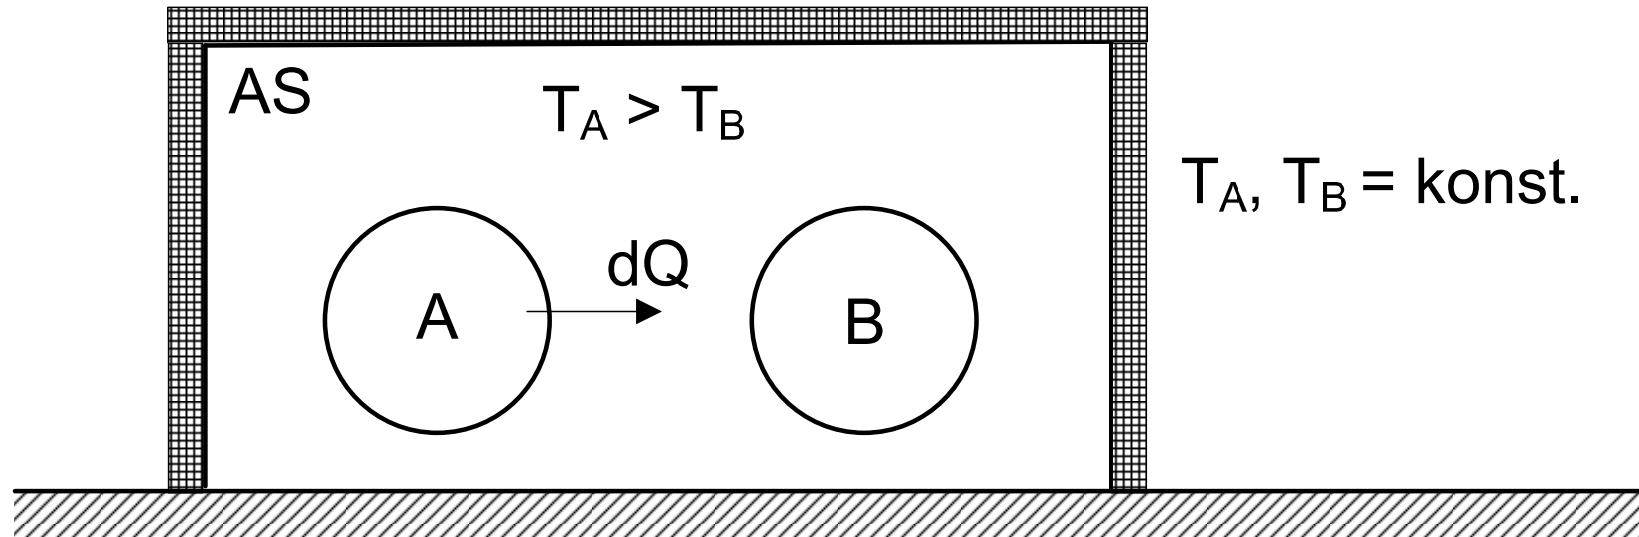 AS
T_A > T_B
T_A, T_B = konst.
dQ
A
B